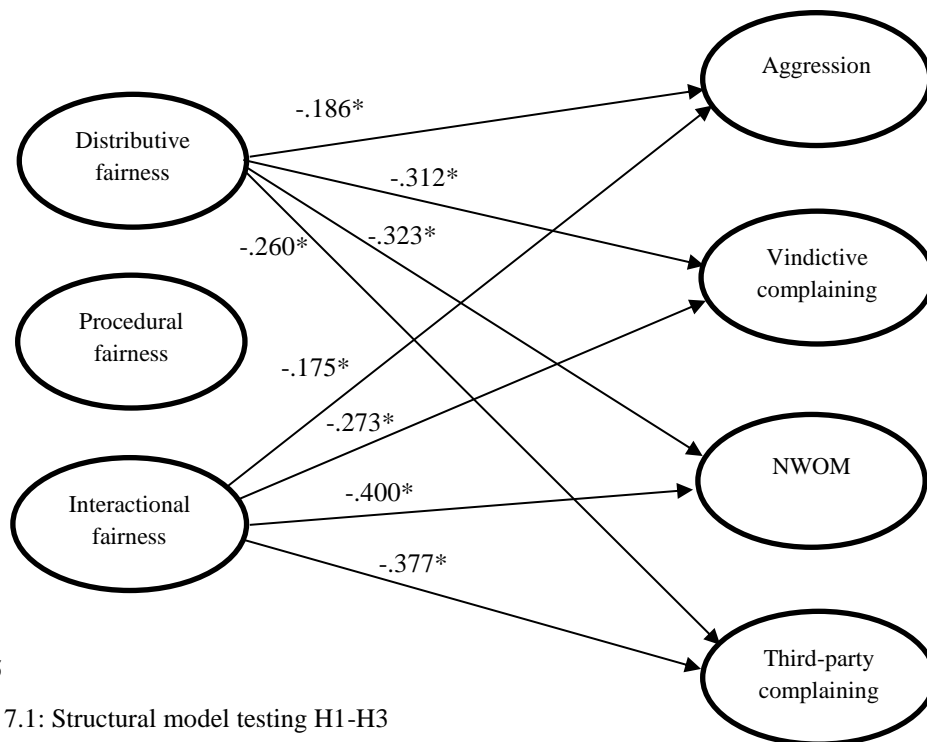 Aggression
-.186*
Distributive
fairness
-.312*
-.323*
-.260*
Vindictive
complaining
Procedural
fairness
-.175*
-.273*
NWOM
Interactional
fairness
-.400*
-.377*
Third-party
complaining
7.1: Structural model testing H1-H3